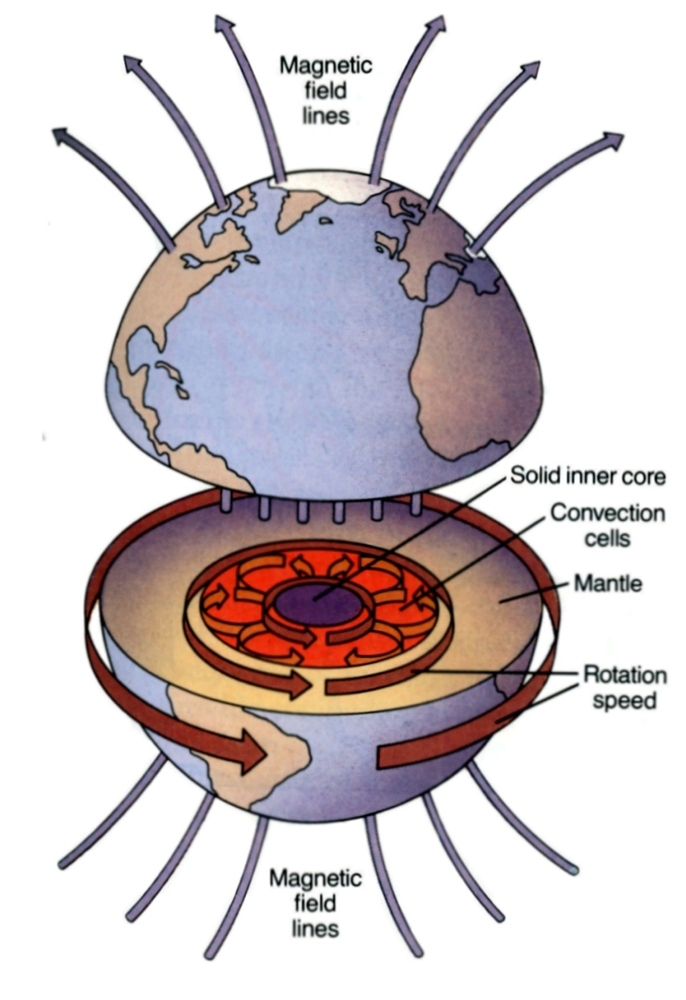 Magnetic
field
lines
Solid inner core
Convection
cells
Mantle
Rotation
speed
Magnetic
field
lines